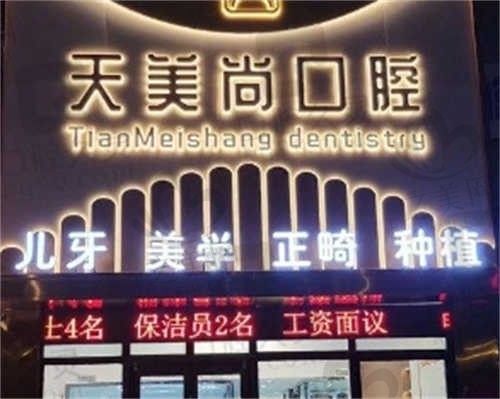 天美尚口腔
TianMeishang dentistry
儿牙 美学 正畸 种植
士4名 保洁员2名 工资面议